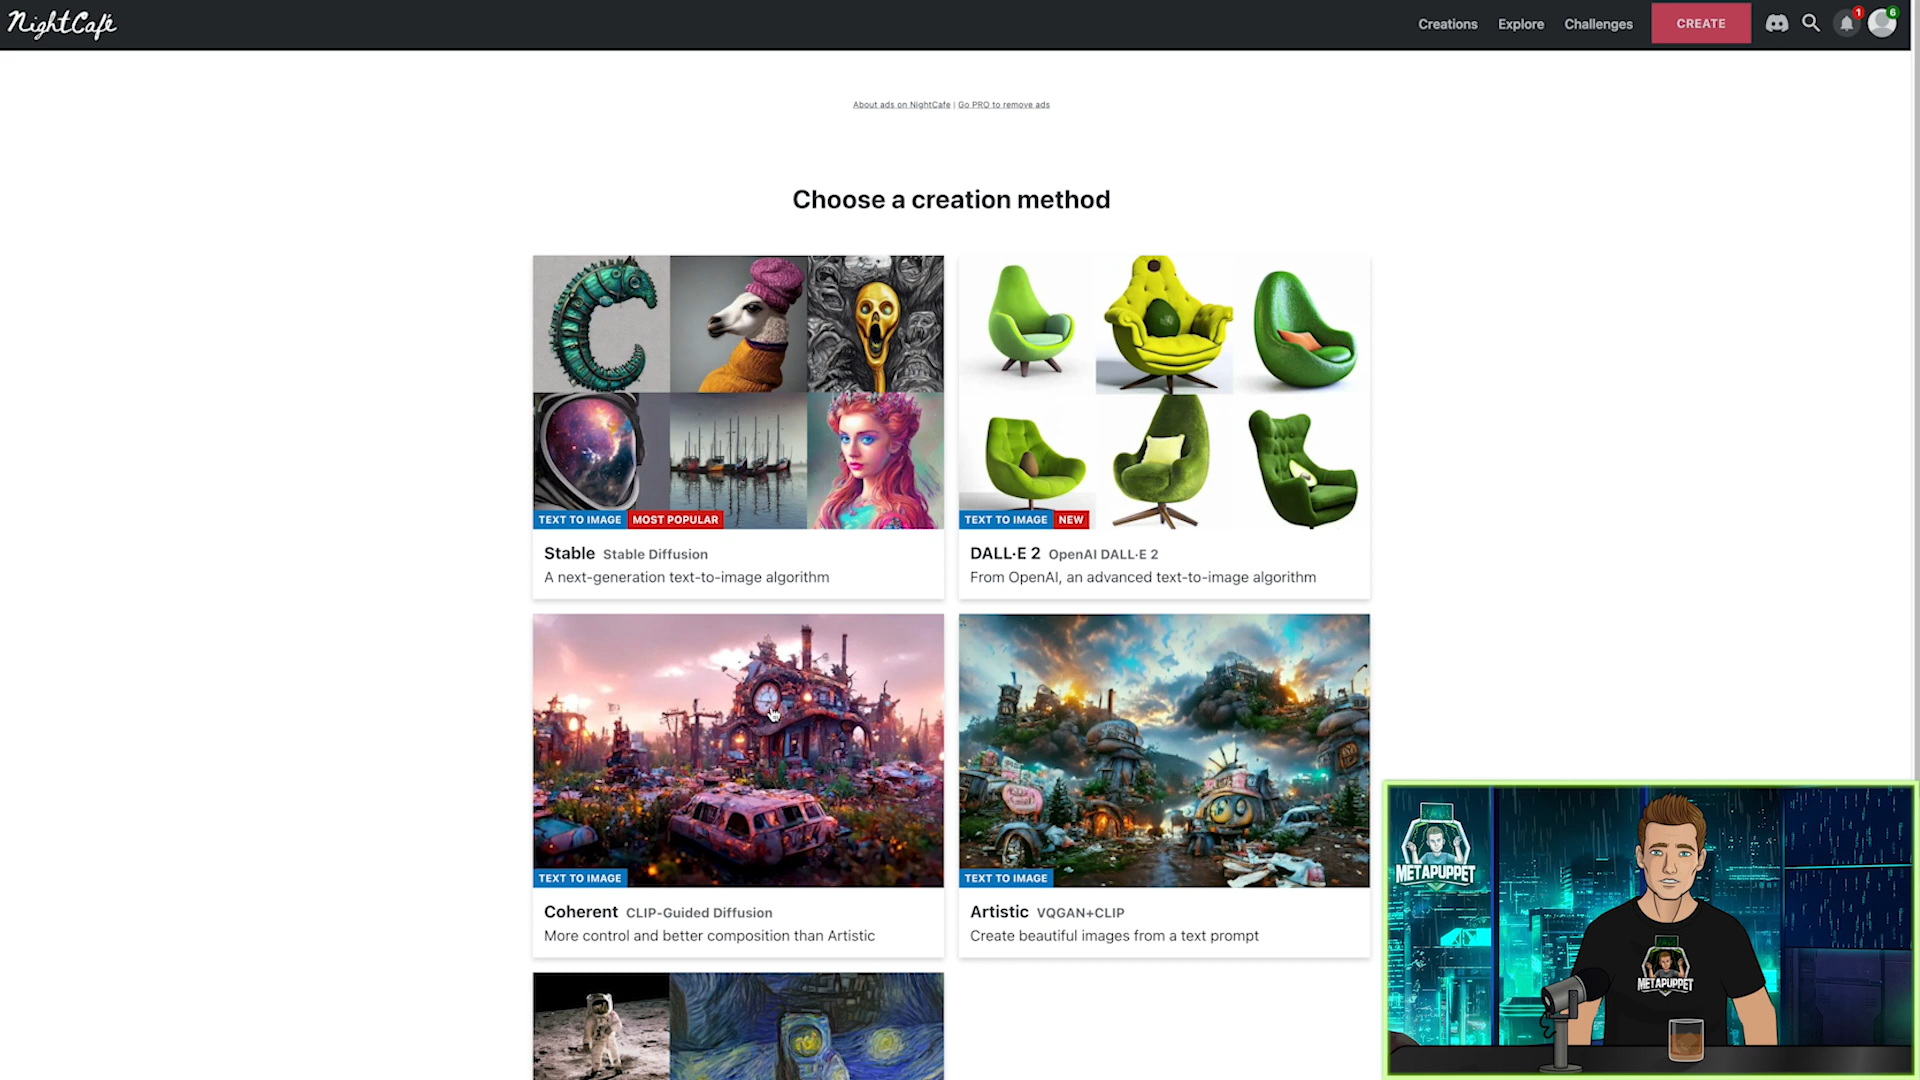 NightCafé
Creations
Explore
Challenges
CREATE
1
6
About ads on NightCafe | Go PRO to remove ads
Choose a creation method
TEXT TO IMAGE
MOST POPULAR
TEXT TO IMAGE
NEW
Stable Stable Diffusion
A next-generation text-to-image algorithm
DALL·E 2 OpenAI DALL·E 2
From OpenAI, an advanced text-to-image algorithm
TEXT TO IMAGE
TEXT TO IMAGE
Coherent CLIP-Guided Diffusion
More control and better composition than Artistic
Artistic VQGAN+CLIP
Create beautiful images from a text prompt
METAPUPPET
METAPUPPET